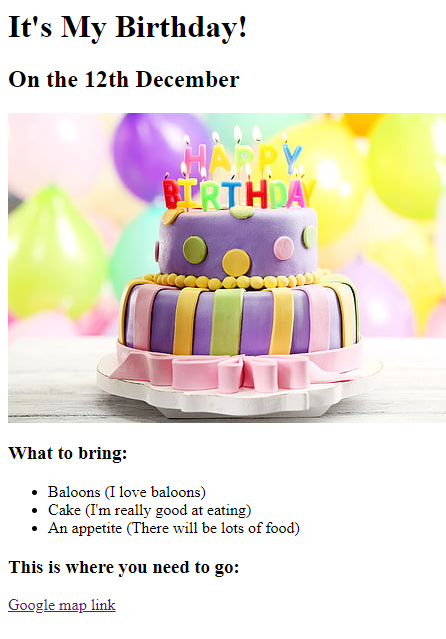 It's My Birthday!
On the 12th December
HAPPY
BIRTHDAY
What to bring:
Baloons (I love baloons)
Cake (I'm really good at eating)
An appetite (There will be lots of food)
This is where you need to go:
Google map link